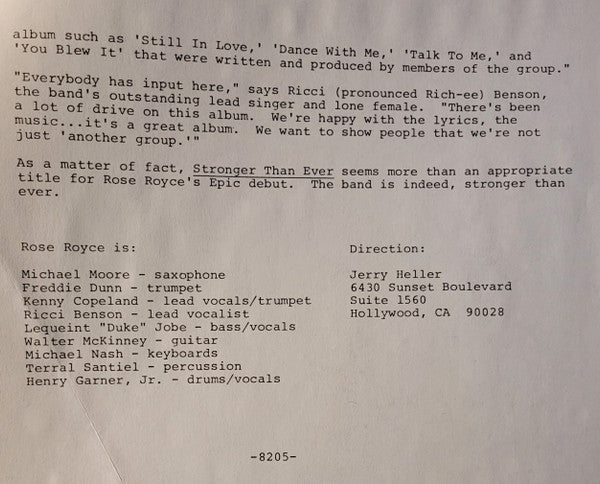 album such as 'Still In Love,' 'Dance With Me,' 'Talk To Me,' and
'You Blew It' that were written and produced by members of the group."
"Everybody has input here," says Ricci (pronounced Rich-ee) Benson,
the band's outstanding lead singer and lone female.  "There's been
a lot of drive on this album.  We're happy with the lyrics, the
music...it's a great album.  We want to show people that we're not
just 'another group.'"
As a matter of fact, Stronger Than Ever seems more than an appropriate
title for Rose Royce's Epic debut.  The band is indeed, stronger than
ever.
Rose Royce is:
Michael Moore - saxophone
Freddie Dunn - trumpet
Kenny Copeland - lead vocals/trumpet
Ricci Benson - lead vocalist
Lequeint "Duke" Jobe - bass/vocals
Walter McKinney - guitar
Michael Nash - keyboards
Terral Santiel - percussion
Henry Garner, Jr. - drums/vocals
Direction:
Jerry Heller
6430 Sunset Boulevard
Suite 1560
Hollywood, CA  90028
-8205-